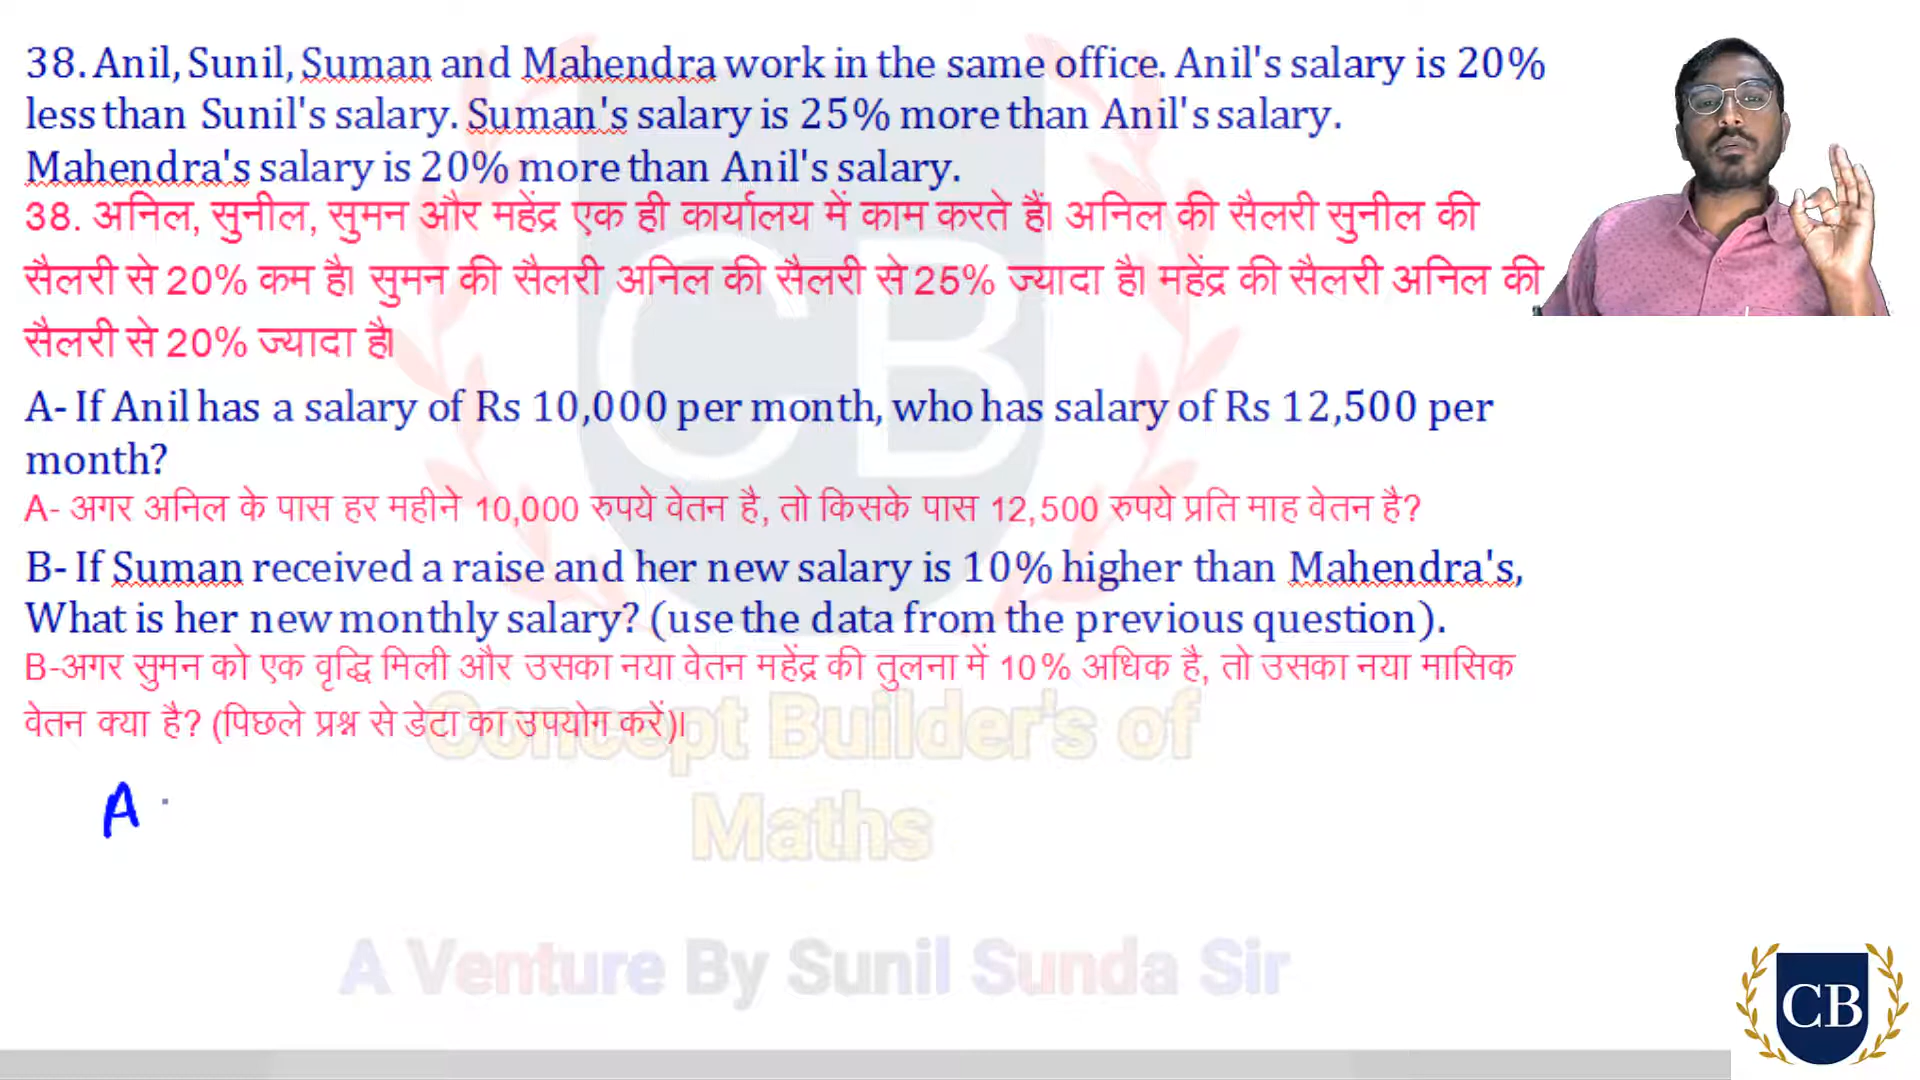 38. Anil, Sunil, Suman and Mahendra work in the same office. Anil's salary is 20%
less than Sunil's salary. Suman's salary is 25% more than Anil's salary.
Mahendra's salary is 20% more than Anil's salary.
38. अनिल, सुनील, सुमन और महेंद्र एक ही कार्यालय में काम करते हैं। अनिल की सैलरी सुनील की
सैलरी से 20% कम है। सुमन की सैलरी अनिल की सैलरी से 25% ज्यादा है। महेंद्र की सैलरी अनिल की
सैलरी से 20% ज्यादा है।
A- If Anil has a salary of Rs 10,000 per month, who has salary of Rs 12,500 per
month?
A- अगर अनिल के पास हर महीने 10,000 रुपये वेतन है, तो किसके पास 12,500 रुपये प्रति माह वेतन है?
B- If Suman received a raise and her new salary is 10% higher than Mahendra's,
What is her new monthly salary? (use the data from the previous question).
B-अगर सुमन को एक वृद्धि मिली और उसका नया वेतन महेंद्र की तुलना में 10% अधिक है, तो उसका नया मासिक
वेतन क्या है? (पिछले प्रश्न से डेटा का उपयोग करें)।
CB
Concept Builder's of
Maths
A
A Venture By Sunil Sunda Sir
CB